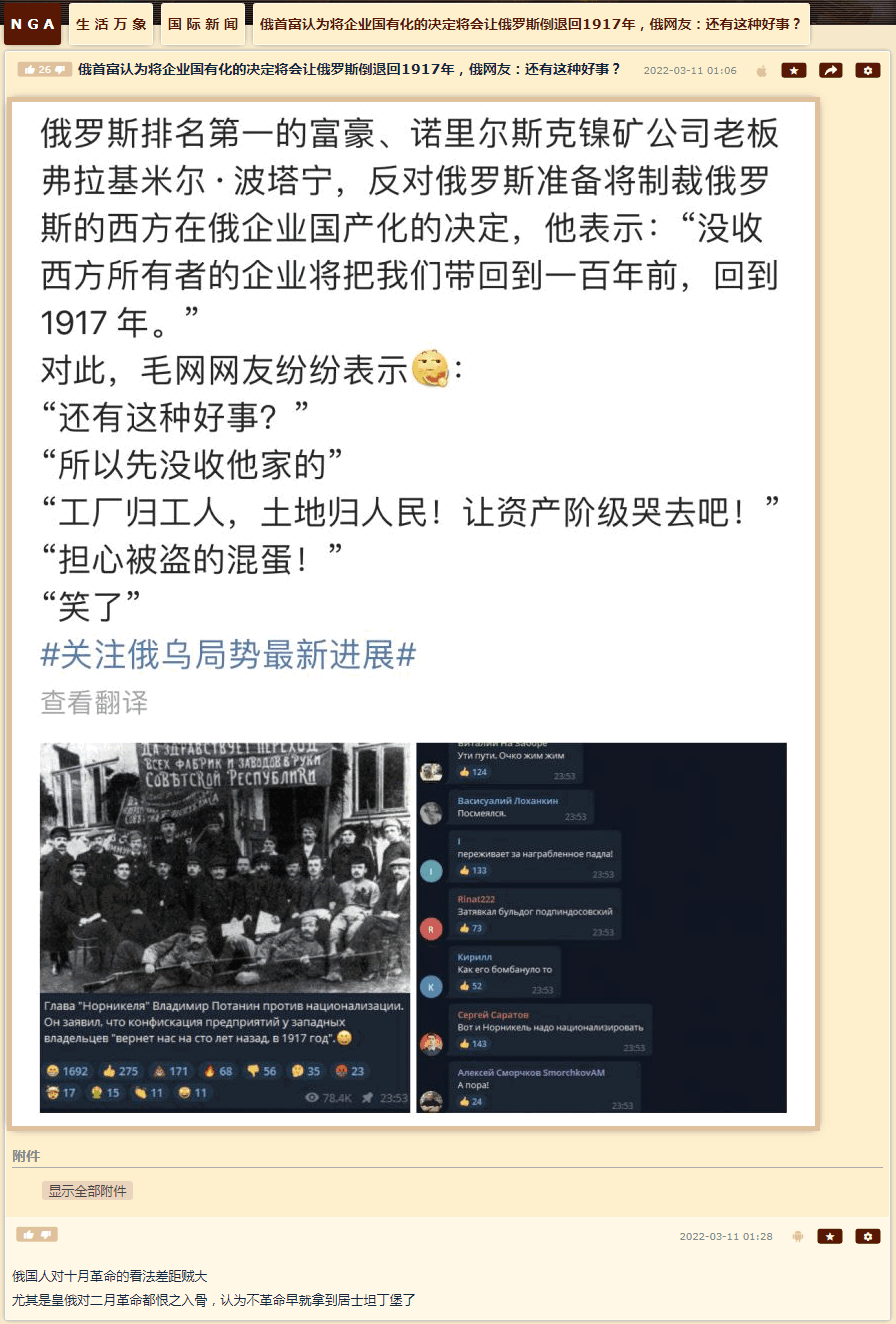 NGA
生活万象
国际新闻
俄首富认为将企业国有化的决定将会让俄罗斯倒退回1917年，俄网友：还有这种好事？
26
俄首富认为将企业国有化的决定将会让俄罗斯倒退回1917年，俄网友：还有这种好事？
2022-03-11 01:06
俄罗斯排名第一的富豪、诺里尔斯克镍矿公司老板
弗拉基米尔·波塔宁，反对俄罗斯准备将制裁俄罗
斯的西方在俄企业国产化的决定，他表示：“没收
西方所有者的企业将把我们带回到一百年前，回到
1917 年。”
对此，毛网网友纷纷表示：
“还有这种好事？”
“所以先没收他家的”
“工厂归工人，土地归人民！让资产阶级哭去吧！”
“担心被盗的混蛋！”
“笑了”
#关注俄乌局势最新进展#
查看翻译
ДА ЗДРАВСТВУЕТ ПЕРЕХОД
ВСЕХ ФАБРИК И ЗАВОДОВ В РУКИ
СОВѢТСКОЙ РЕСПУБЛИКИ
Глава "Норникеля" Владимир Потанин против национализации.
Он заявил, что конфискация предприятий у западных
владельцев "вернет нас на сто лет назад, в 1917 год".
1692 275 171 68 56 35 23
17 15 11 11
78.4K 23:53
Виталий На Заборе
Ути пути. Очко жим жим
124 23:53
Васисуалий Лоханкин
Посмеялся.
23:53
I
переживает за награбленное падла!
133 23:53
Rinat222
Затявкал бульдог подпиндосовский
73 23:53
Кирилл
Как его бомбануло то
52 23:53
Сергей Саратов
Вот и Норникель надо национализировать
143 23:53
Алексей Сморчков SmorchkovAM
А пора!
24 23:53
附件
显示全部附件
2022-03-11 01:28
俄国人对十月革命的看法差距贼大
尤其是皇俄对二月革命都恨之入骨，认为不革命早就拿到居士坦丁堡了